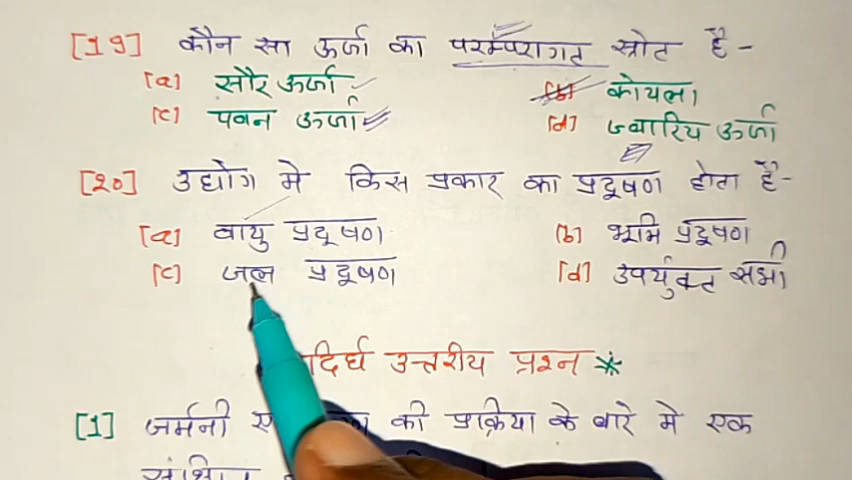 [19] कौन सा ऊर्जा का परम्परागत स्रोत है-
[a] सौर ऊर्जा [b] कोयला
[c] पवन ऊर्जा [d] ज्वारिय ऊर्जा
[20] उद्योग मे किस प्रकार का प्रदूषण होता है-
[a] वायु प्रदूषण [b] भूमि प्रदूषण
[c] जल प्रदूषण [d] उपर्युक्त सभी
दिर्घ उत्तरीय प्रश्न *
[1] जर्मनी की प्रक्रिया के बारे मे एक